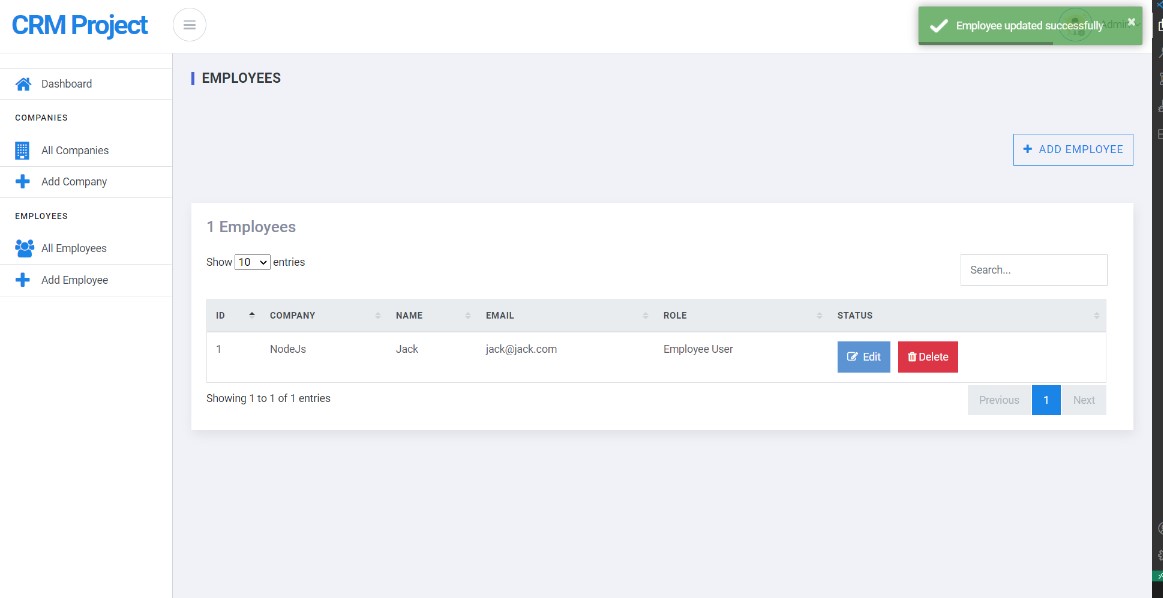 CRM Project
Employee updated successfully
×
Admin
Dashboard
COMPANIES
All Companies
Add Company
EMPLOYEES
All Employees
Add Employee
EMPLOYEES
+ ADD EMPLOYEE
1 Employees
Show 10 entries
Search...
ID COMPANY NAME EMAIL ROLE STATUS
1 NodeJs Jack jack@jack.com Employee User Edit Delete
Showing 1 to 1 of 1 entries
Previous 1 Next